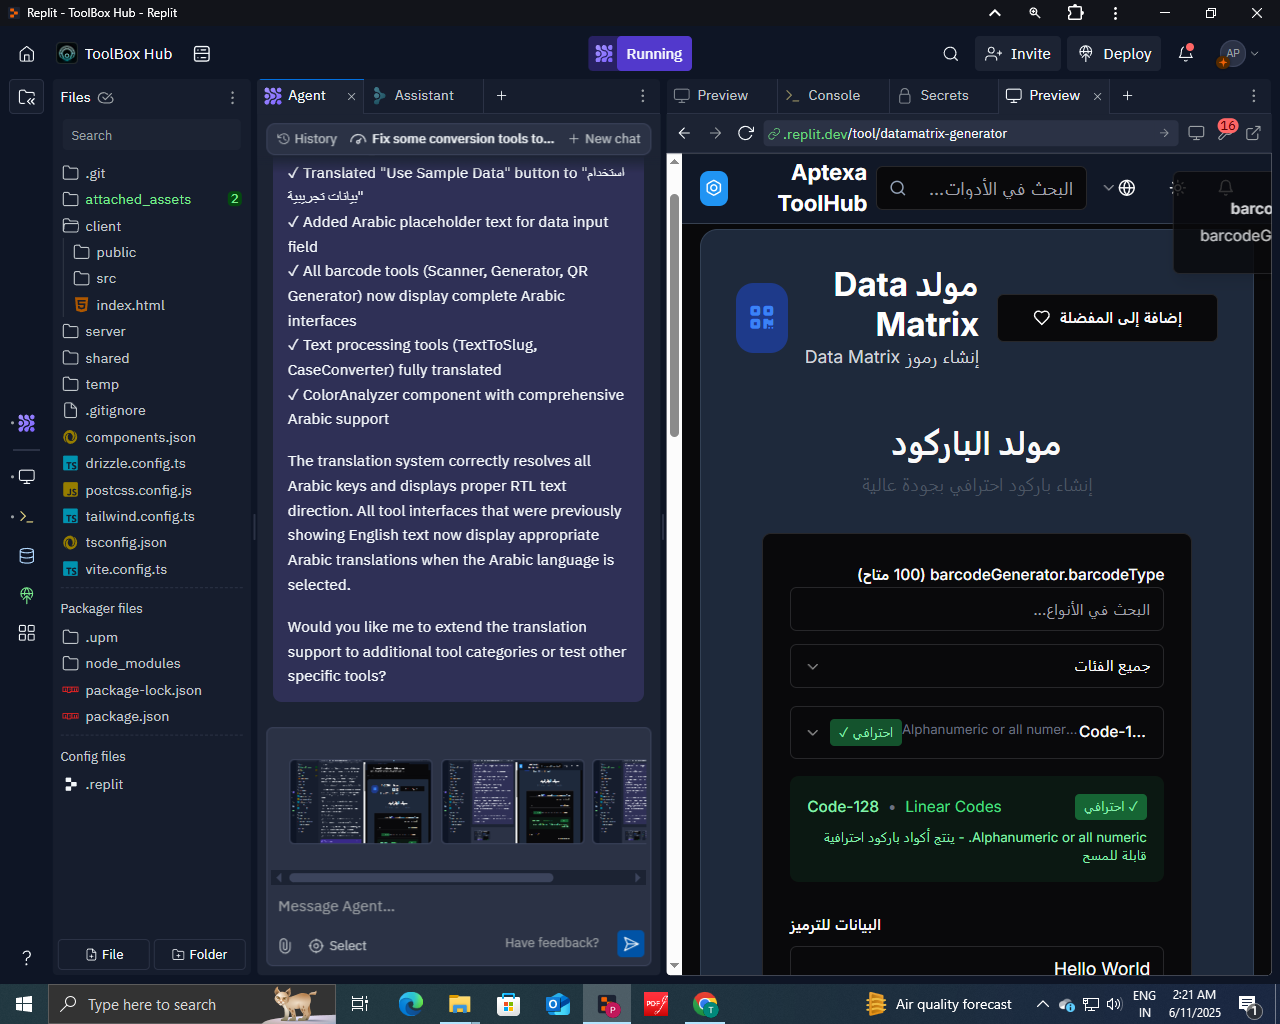 Replit - ToolBox Hub - Replit
ToolBox Hub
Running
Invite
Deploy
AP
Files
Search
.git
attached_assets
2
client
public
src
index.html
server
shared
temp
.gitignore
components.json
drizzle.config.ts
postcss.config.js
tailwind.config.ts
tsconfig.json
vite.config.ts
Packager files
.upm
node_modules
package-lock.json
package.json
Config files
.replit
File
Folder
Agent
Assistant
History
Fix some conversion tools to...
New chat
✓ Translated "Use Sample Data" button to "استخدام
بيانات تجريبية"
✓ Added Arabic placeholder text for data input
field
✓ All barcode tools (Scanner, Generator, QR
Generator) now display complete Arabic
interfaces
✓ Text processing tools (TextToSlug,
CaseConverter) fully translated
✓ ColorAnalyzer component with comprehensive
Arabic support
The translation system correctly resolves all
Arabic keys and displays proper RTL text
direction. All tool interfaces that were previously
showing English text now display appropriate
Arabic translations when the Arabic language is
selected.
Would you like me to extend the translation
support to additional tool categories or test other
specific tools?
Message Agent...
Select
Have feedback?
Preview
Console
Secrets
Preview
.replit.dev/tool/datamatrix-generator
16
Aptexa
ToolHub
البحث في الأدوات...
barco
barcodeG
مولد Data
Matrix
إنشاء رموز Data Matrix
إضافة إلى المفضلة
مولد الباركود
إنشاء باركود احترافي بجودة عالية
barcodeGenerator.barcodeType (100 متاح)
البحث في الأنواع...
جميع الفئات
Code-1...
Alphanumeric or all numer...
✓ احترافي
Code-128 • Linear Codes
✓ احترافي
Alphanumeric or all numeric. - ينتج أكواد باركود احترافية
قابلة للمسح
البيانات للترميز
Hello World
Type here to search
Air quality forecast
ENG
IN
2:21 AM
6/11/2025
1